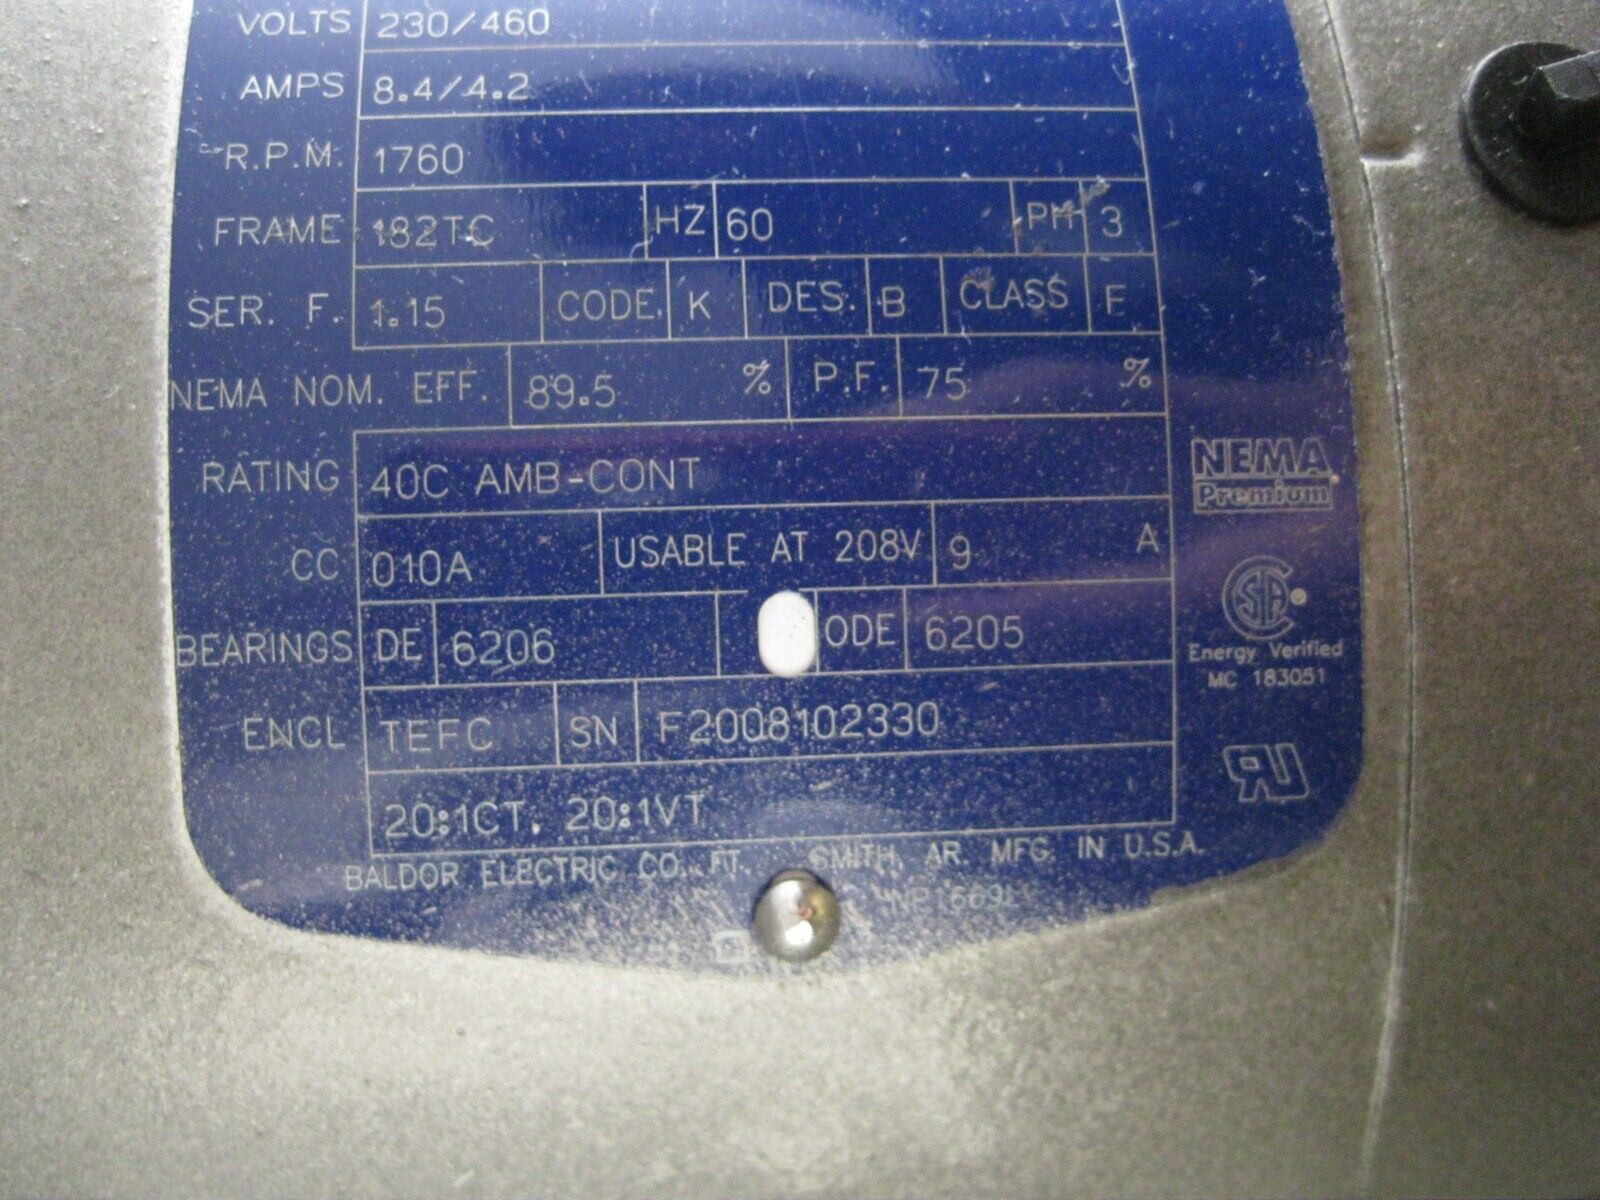 VOLTS 230/460
AMPS 8.4/4.2
R.P.M. 1760
FRAME 182TC HZ 60 PH 3
SER. F. 1.15 CODE K DES. B CLASS F
NEMA NOM. EFF. 89.5 % P.F. 75 %
RATING 40C AMB-CONT
NEMA
Premium
CC 010A USABLE AT 208V 9 A
CSA ®
BEARINGS DE 6206 ODE 6205
Energy Verified
MC 183051
ENCL TEFC SN F2008102330
RU
20:1CT. 20:1VT
BALDOR ELECTRIC CO. FT. SMITH, AR. MFG. IN U.S.A.